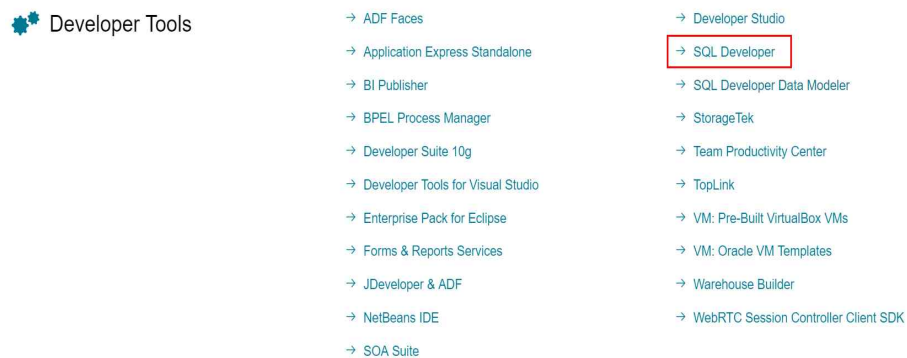 Developer Tools
→ ADF Faces
→ Application Express Standalone
→ BI Publisher
→ BPEL Process Manager
→ Developer Suite 10g
→ Developer Tools for Visual Studio
→ Enterprise Pack for Eclipse
→ Forms & Reports Services
→ JDeveloper & ADF
→ NetBeans IDE
→ SOA Suite
→ Developer Studio
→ SQL Developer
→ SQL Developer Data Modeler
→ StorageTek
→ Team Productivity Center
→ TopLink
→ VM: Pre-Built VirtualBox VMs
→ VM: Oracle VM Templates
→ Warehouse Builder
→ WebRTC Session Controller Client SDK